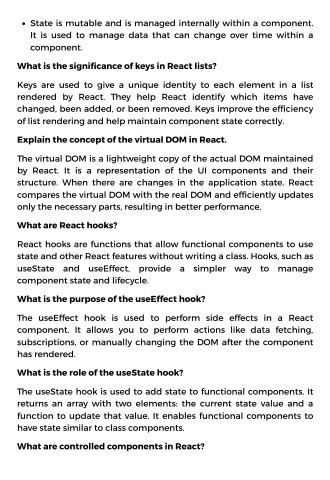 • State is mutable and is managed internally within a component.
It is used to manage data that can change over time within a
component.
What is the significance of keys in React lists?
Keys are used to give a unique identity to each element in a list
rendered by React. They help React identify which items have
changed, been added, or been removed. Keys improve the efficiency
of list rendering and help maintain component state correctly.
Explain the concept of the virtual DOM in React.
The virtual DOM is a lightweight copy of the actual DOM maintained
by React. It is a representation of the UI components and their
structure. When there are changes in the application state, React
compares the virtual DOM with the real DOM and efficiently updates
only the necessary parts, resulting in better performance.
What are React hooks?
React hooks are functions that allow functional components to use
state and other React features without writing a class. Hooks, such as
useState and useEffect, provide a simpler way to manage
component state and lifecycle.
What is the purpose of the useEffect hook?
The useEffect hook is used to perform side effects in a React
component. It allows you to perform actions like data fetching,
subscriptions, or manually changing the DOM after the component
has rendered.
What is the role of the useState hook?
The useState hook is used to add state to functional components. It
returns an array with two elements: the current state value and a
function to update that value. It enables functional components to
have state similar to class components.
What are controlled components in React?